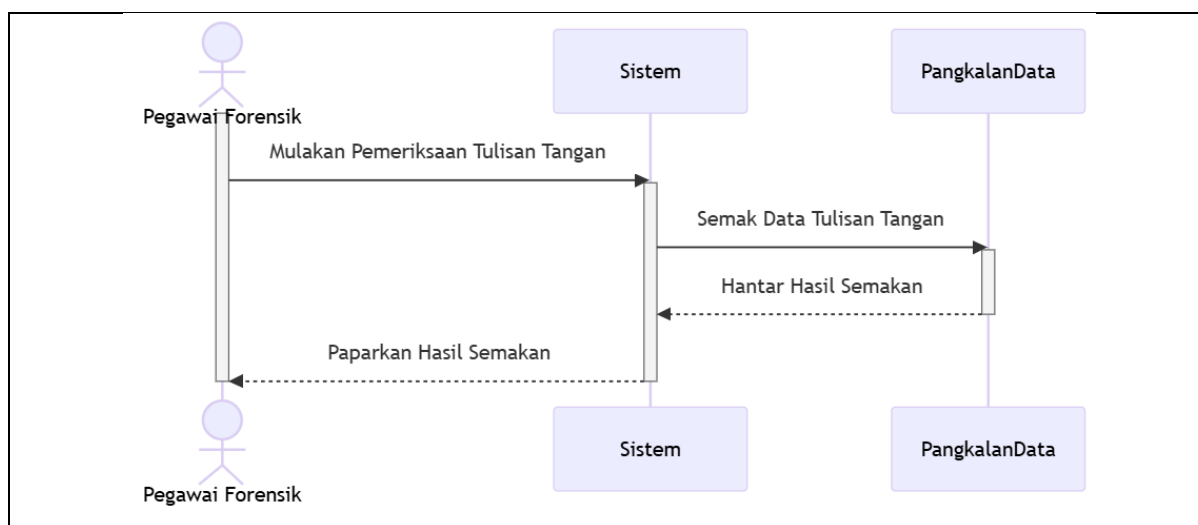 Pegawai Forensik
Sistem
PangkalanData
Mulakan Pemeriksaan Tulisan Tangan
Semak Data Tulisan Tangan
Hantar Hasil Semakan
Paparkan Hasil Semakan
Pegawai Forensik
Sistem
PangkalanData